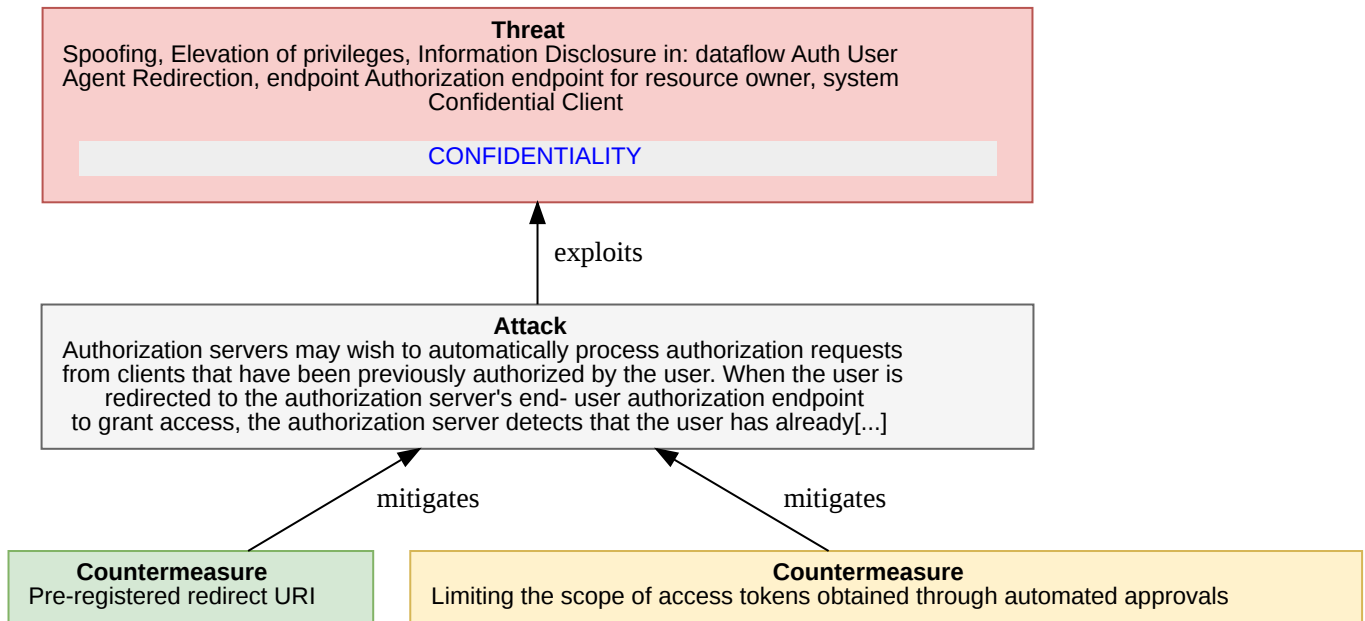 Threat
Spoofing, Elevation of privileges, Information Disclosure in: dataflow Auth User
Agent Redirection, endpoint Authorization endpoint for resource owner, system
Confidential Client
CONFIDENTIALITY
exploits
Attack
Authorization servers may wish to automatically process authorization requests
from clients that have been previously authorized by the user. When the user is
redirected to the authorization server's end- user authorization endpoint
to grant access, the authorization server detects that the user has already[...]
mitigates
mitigates
Countermeasure
Pre-registered redirect URI
Countermeasure
Limiting the scope of access tokens obtained through automated approvals